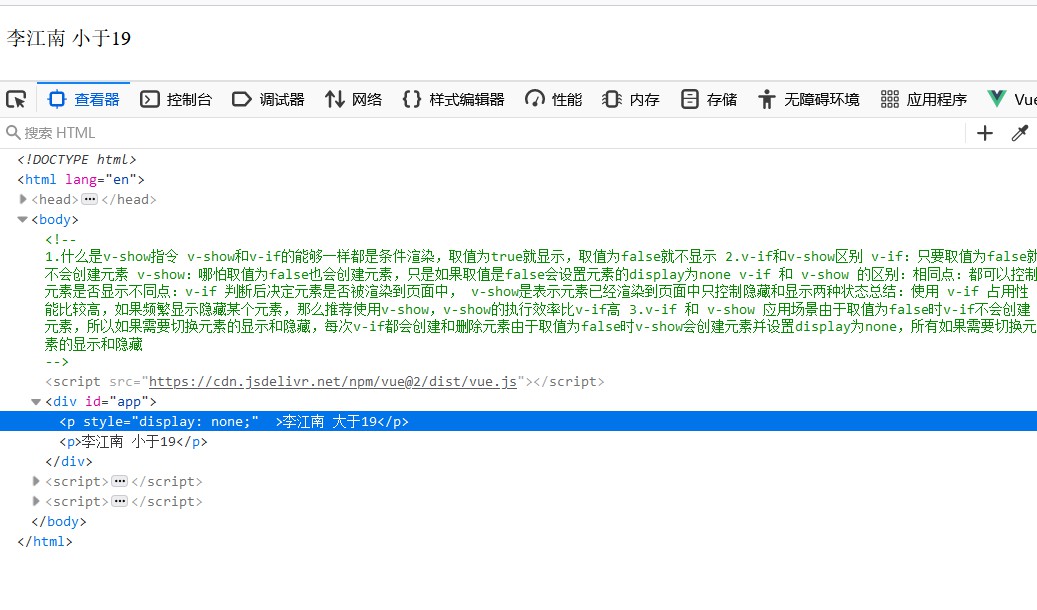 李江南 小于19
查看器 控制台 调试器 网络 样式编辑器 性能 内存 存储 无障碍环境 应用程序 Vue
搜索 HTML
<!DOCTYPE html>
<html lang="en">
<head>···</head>
<body>
<!--
1.什么是v-show指令 v-show和v-if的能够一样都是条件渲染，取值为true就显示，取值为false就不显示 2.v-if和v-show区别 v-if：只要取值为false就
不会创建元素 v-show：哪怕取值为false也会创建元素，只是如果取值是false会设置元素的display为none v-if 和 v-show 的区别：相同点：都可以控制
元素是否显示不同点：v-if 判断后决定元素是否被渲染到页面中， v-show是表示元素已经渲染到页面中只控制隐藏和显示两种状态总结：使用 v-if 占用性
能比较高，如果频繁显示隐藏某个元素，那么推荐使用v-show，v-show的执行效率比v-if高 3.v-if 和 v-show 应用场景由于取值为false时v-if不会创建
元素，所以如果需要切换元素的显示和隐藏，每次v-if都会创建和删除元素由于取值为false时v-show会创建元素并设置display为none，所有如果需要切换元
素的显示和隐藏
-->
<script src="https://cdn.jsdelivr.net/npm/vue@2/dist/vue.js"></script>
<div id="app">
<p style="display: none;" >李江南 大于19</p>
<p>李江南 小于19</p>
</div>
<script>···</script>
<script>···</script>
</body>
</html>